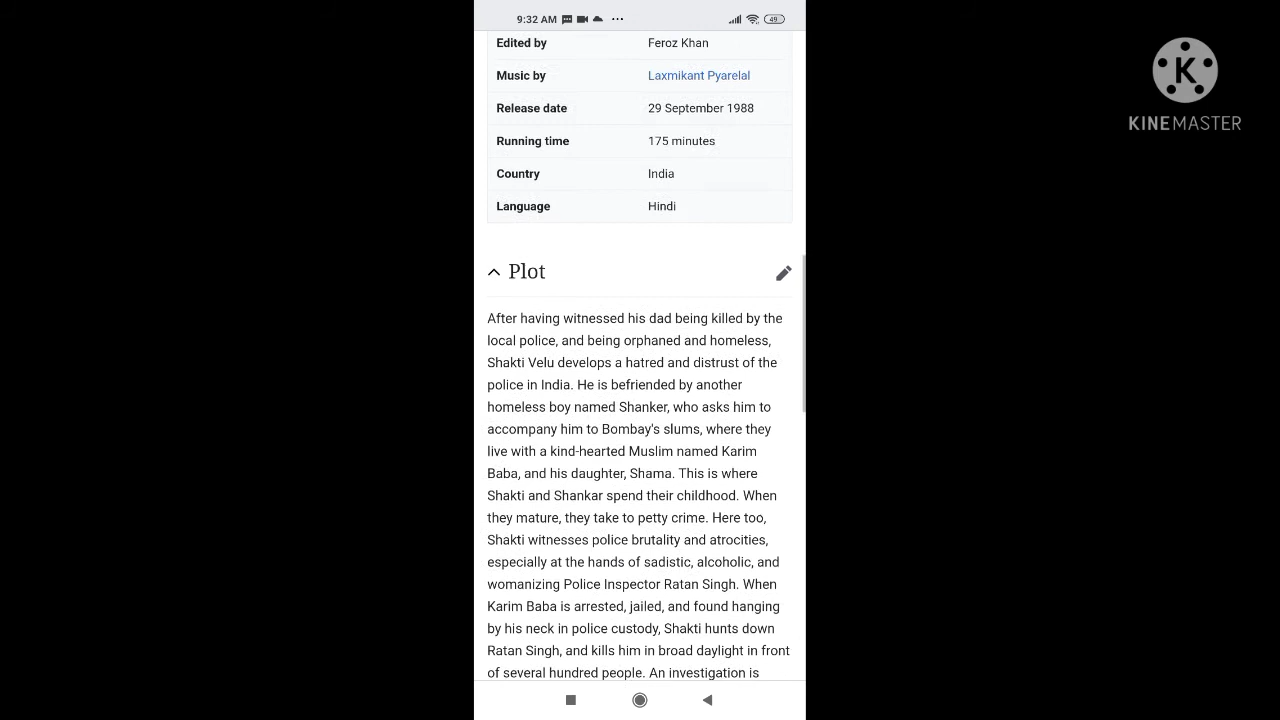 9:32 AM
49
Edited by Feroz Khan
Music by Laxmikant Pyarelal
Release date 29 September 1988
Running time 175 minutes
Country India
Language Hindi
Plot
After having witnessed his dad being killed by the
local police, and being orphaned and homeless,
Shakti Velu develops a hatred and distrust of the
police in India. He is befriended by another
homeless boy named Shanker, who asks him to
accompany him to Bombay's slums, where they
live with a kind-hearted Muslim named Karim
Baba, and his daughter, Shama. This is where
Shakti and Shankar spend their childhood. When
they mature, they take to petty crime. Here too,
Shakti witnesses police brutality and atrocities,
especially at the hands of sadistic, alcoholic, and
womanizing Police Inspector Ratan Singh. When
Karim Baba is arrested, jailed, and found hanging
by his neck in police custody, Shakti hunts down
Ratan Singh, and kills him in broad daylight in front
of several hundred people. An investigation is
K
KINEMASTER